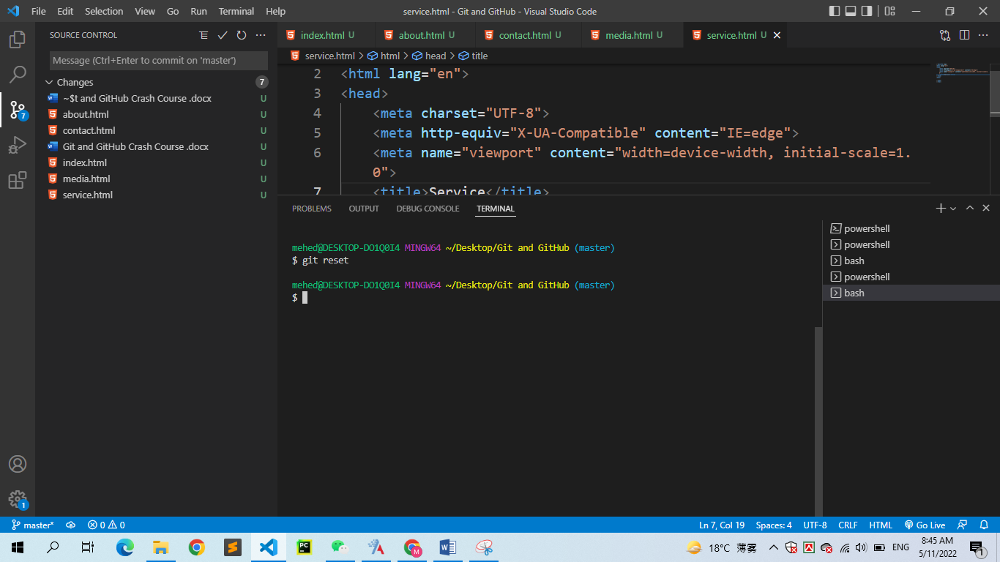 File Edit Selection View Go Run Terminal Help
service.html - Git and GitHub - Visual Studio Code
SOURCE CONTROL
Message (Ctrl+Enter to commit on 'master')
Changes 7
~$t and GitHub Crash Course .docx U
about.html U
contact.html U
Git and GitHub Crash Course .docx U
index.html U
media.html U
service.html U
7
1
index.html U about.html U contact.html U media.html U service.html U
service.html > html > head > title
2 <html lang="en">
3 <head>
4 <meta charset="UTF-8">
5 <meta http-equiv="X-UA-Compatible" content="IE=edge">
6 <meta name="viewport" content="width=device-width, initial-scale=1.
0">
7 <title>Service</title>
PROBLEMS OUTPUT DEBUG CONSOLE TERMINAL
mehed@DESKTOP-DO1Q0I4 MINGW64 ~/Desktop/Git and GitHub (master)
$ git reset
mehed@DESKTOP-DO1Q0I4 MINGW64 ~/Desktop/Git and GitHub (master)
$
powershell
powershell
bash
powershell
bash
master* 0 0 Ln 7, Col 19 Spaces: 4 UTF-8 CRLF HTML Go Live
PC M W 18°C 薄雾 ENG
8:45 AM
5/11/2022
1